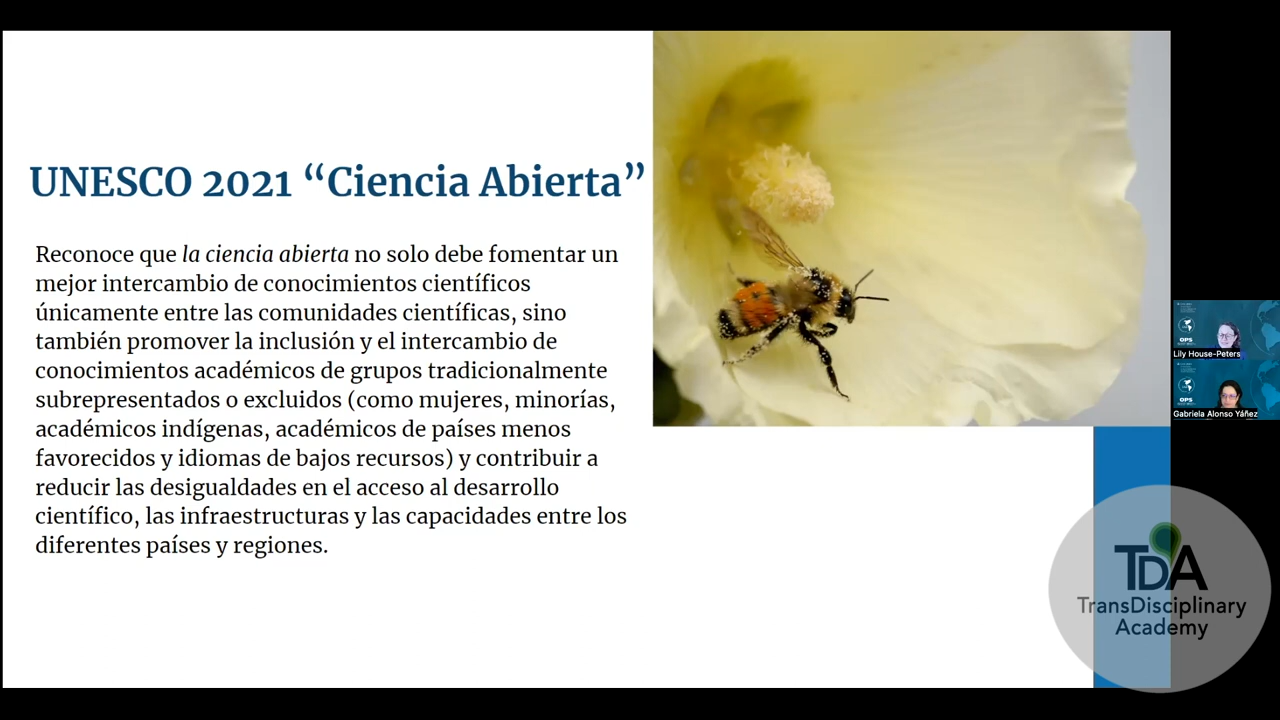 UNESCO 2021 “Ciencia Abierta”
Reconoce que la ciencia abierta no solo debe fomentar un
mejor intercambio de conocimientos científicos
únicamente entre las comunidades científicas, sino
también promover la inclusión y el intercambio de
conocimientos académicos de grupos tradicionalmente
subrepresentados o excluidos (como mujeres, minorías,
académicos indígenas, académicos de países menos
favorecidos y idiomas de bajos recursos) y contribuir a
reducir las desigualdades en el acceso al desarrollo
científico, las infraestructuras y las capacidades entre los
diferentes países y regiones.
OPS
Lily House-Peters
OPS
Gabriela Alonso Yáñez
TDA
TransDisciplinary
Academy